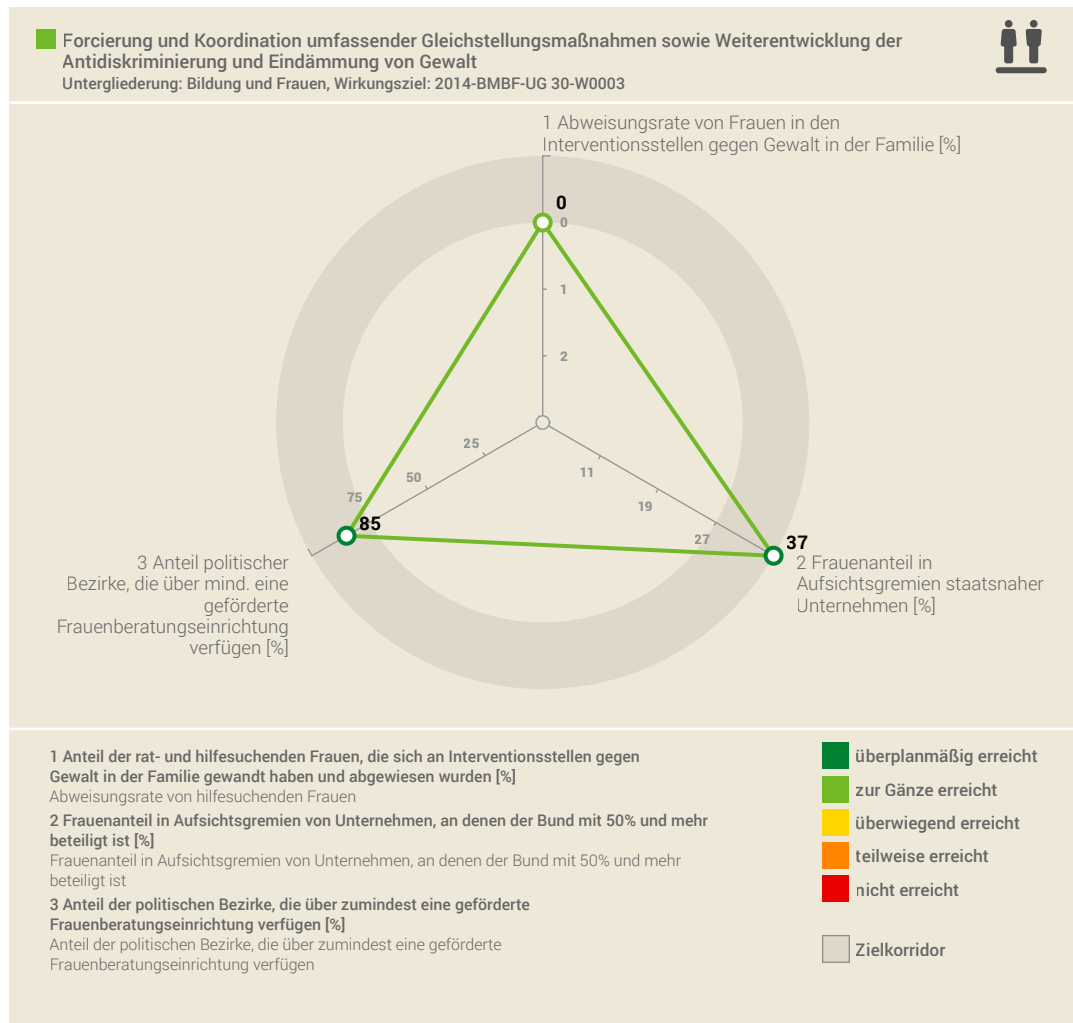 Forcierung und Koordination umfassender Gleichstellungsmaßnahmen sowie Weiterentwicklung der
Antidiskriminierung und Eindämmung von Gewalt
Untergliederung: Bildung und Frauen, Wirkungsziel: 2014-BMBF-UG 30-W0003
1 Abweisungsrate von Frauen in den
Interventionsstellen gegen Gewalt in der Familie [%]
0
0
1
2
25
50
75
85
11
19
27
37
2 Frauenanteil in
Aufsichtsgremien staatsnaher
Unternehmen [%]
3 Anteil politischer
Bezirke, die über mind. eine
geförderte
Frauenberatungseinrichtung
verfügen [%]
1 Anteil der rat- und hilfesuchenden Frauen, die sich an Interventionsstellen gegen
Gewalt in der Familie gewandt haben und abgewiesen wurden [%]
Abweisungsrate von hilfesuchenden Frauen
2 Frauenanteil in Aufsichtsgremien von Unternehmen, an denen der Bund mit 50% und mehr
beteiligt ist [%]
Frauenanteil in Aufsichtsgremien von Unternehmen, an denen der Bund mit 50% und mehr
beteiligt ist
3 Anteil der politischen Bezirke, die über zumindest eine geförderte
Frauenberatungseinrichtung verfügen [%]
Anteil der politischen Bezirke, die über zumindest eine geförderte
Frauenberatungseinrichtung verfügen
überplanmäßig erreicht
zur Gänze erreicht
überwiegend erreicht
teilweise erreicht
nicht erreicht
Zielkorridor